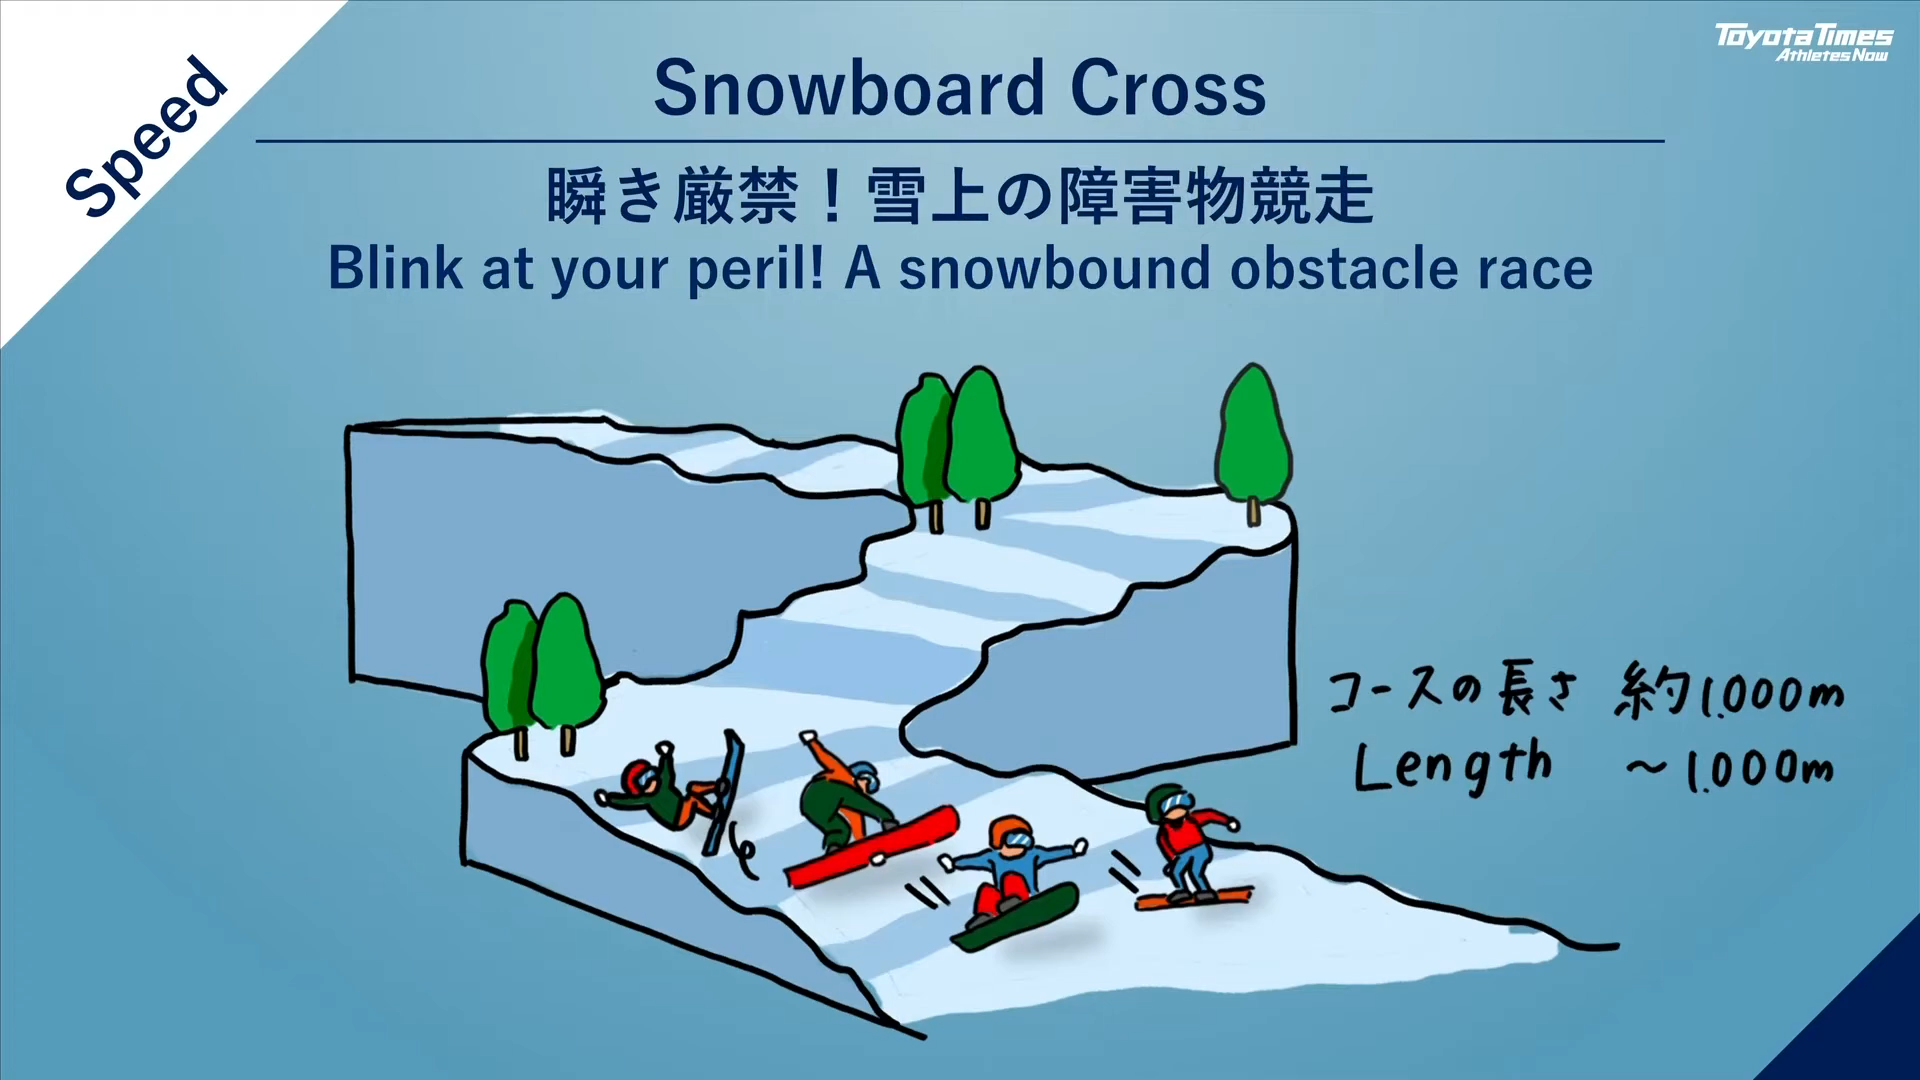 Speed
Toyota Times
Athletes Now
Snowboard Cross
瞬き厳禁！雪上の障害物競走
Blink at your peril! A snowbound obstacle race
コースの長さ 約1.000m
Length ～1.000m